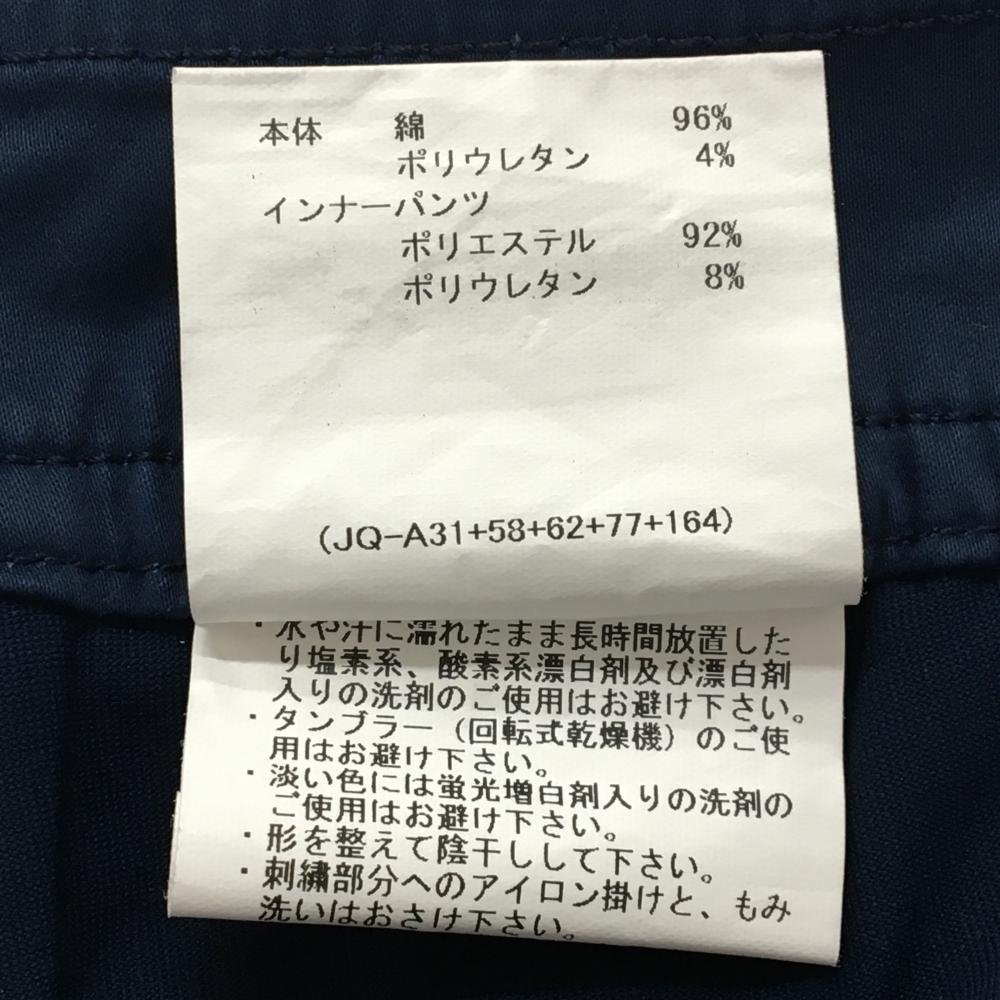 本体 綿 96%
ポリウレタン 4%
インナーパンツ
ポリエステル 92%
ポリウレタン 8%
(JQ-A31+58+62+77+164)
・水や汗に濡れたまま長時間放置した
り塩素系、酸素系漂白剤及び漂白剤
入りの洗剤のご使用はお避け下さい。
・タンブラー（回転式乾燥機）のご使
用はお避け下さい。
・淡い色には蛍光増白剤入りの洗剤の
ご使用はお避け下さい。
・形を整えて陰干しして下さい。
・刺繍部分へのアイロン掛けと、もみ
洗いはおさけ下さい。